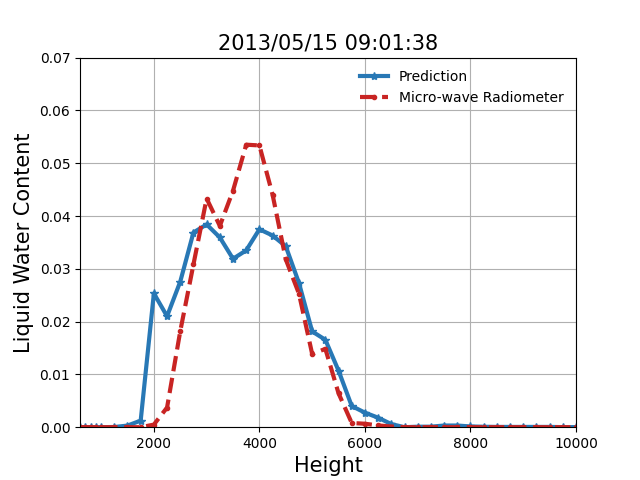 2013/05/15 09:01:38
Prediction
Micro-wave Radiometer
Liquid Water Content
0.07
0.06
0.05
0.04
0.03
0.02
0.01
0.00
2000 4000 6000 8000 10000
Height